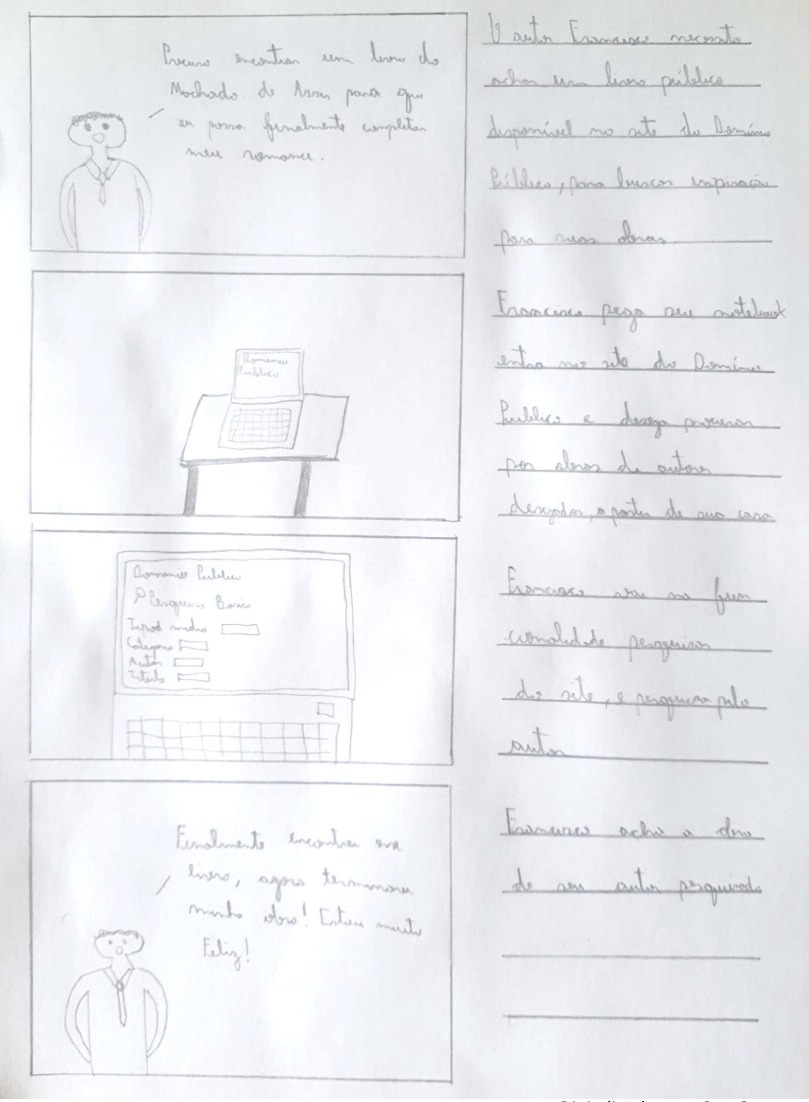 Procuro encontrar um livro do
Machado de Assis para que
eu possa finalmente completar
meu romance.
O autor Francisco necessita
achar um livro público
disponível no site do Domínio
Público, para buscar inspiração
para suas obras.
Domínio
Público
Francisco pega seu notebook
entra no site do Domínio
Público e deseja procurar
por obras de autores
desejados, a partir de sua casa
Domínio Público
Pesquisa Básica
Tipo d mídia
Categoria
Autor
Título
Francisco vai na fun
cionalidade pesquisar
do site, e pesquisa pelo
autor
Finalmente encontrei esse
livro, agora terminarei
minha obra! Estou muito
Feliz!
Francisco acha a obra
de seu autor pesquisado